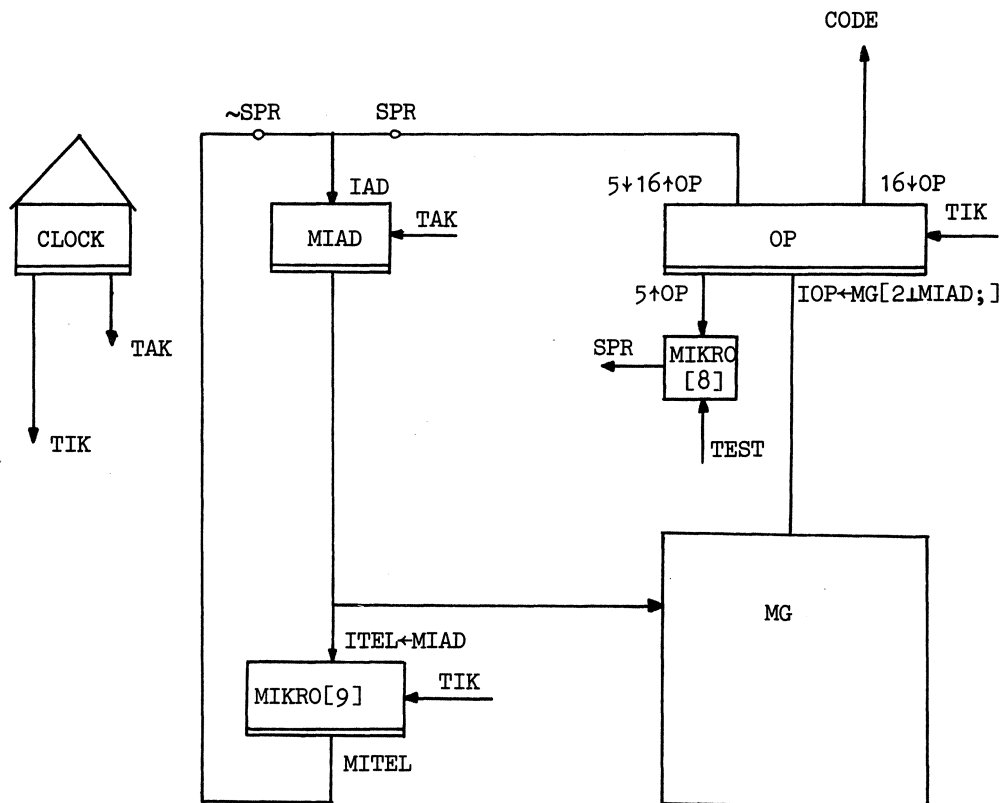 CODE
~SPR
SPR
5↓16↑OP
16↓OP
IAD
CLOCK
MIAD
TAK
OP
TIK
5↑OP
IOP←MG[2⊥MIAD;]
TAK
SPR
MIKRO
[8]
TIK
TEST
MG
ITEL←MIAD
MIKRO[9]
TIK
MITEL